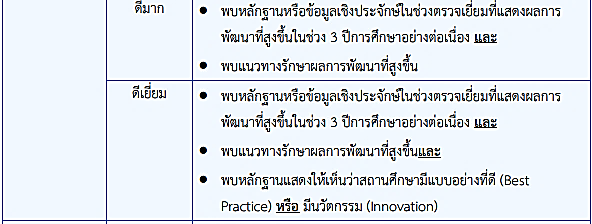 ดีมาก
● พบหลักฐานหรือข้อมูลเชิงประจักษ์ในช่วงตรวจเยี่ยมที่แสดงผลการ
พัฒนาที่สูงขึ้นในช่วง 3 ปีการศึกษาอย่างต่อเนื่อง และ
● พบแนวทางรักษาผลการพัฒนาที่สูงขึ้น
ดีเยี่ยม
● พบหลักฐานหรือข้อมูลเชิงประจักษ์ในช่วงตรวจเยี่ยมที่แสดงผลการ
พัฒนาที่สูงขึ้นในช่วง 3 ปีการศึกษาอย่างต่อเนื่อง และ
● พบแนวทางรักษาผลการพัฒนาที่สูงขึ้นและ
● พบหลักฐานแสดงให้เห็นว่าสถานศึกษามีแบบอย่างที่ดี (Best
Practice) หรือ มีนวัตกรรม (Innovation)